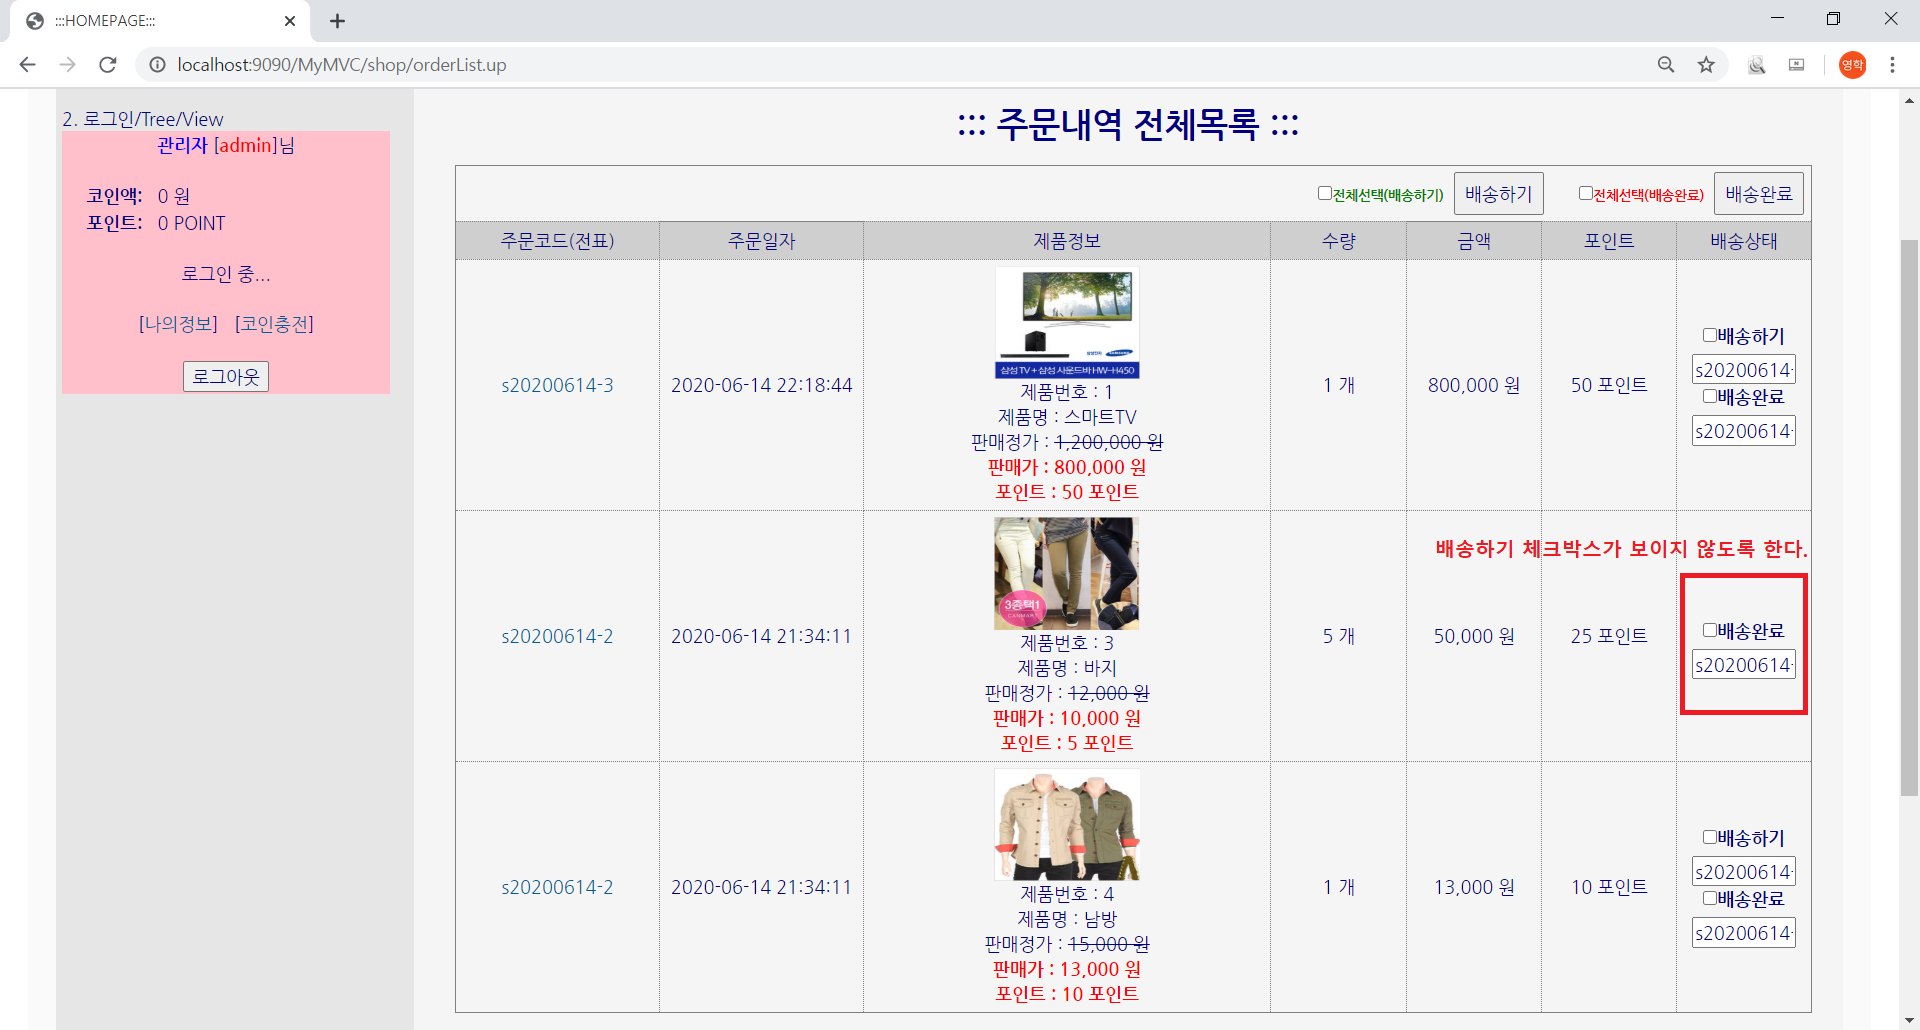 :::HOMEPAGE:::
localhost:9090/MyMVC/shop/orderList.up
영학
2. 로그인/Tree/View
관리자 [admin]님
코인액: 0 원
포인트: 0 POINT
로그인 중...
[나의정보] [코인충전]
로그아웃
::: 주문내역 전체목록 :::
전체선택(배송하기) 배송하기 전체선택(배송완료) 배송완료
주문코드(전표) 주문일자 제품정보 수량 금액 포인트 배송상태
삼성전자 SAMSUNG
삼성 TV + 삼성 사운드바 HW-H450
제품번호 : 1
제품명 : 스마트TV
판매정가 : 1,200,000 원
판매가 : 800,000 원
포인트 : 50 포인트
s20200614-3 2020-06-14 22:18:44 1 개 800,000 원 50 포인트
배송하기
s20200614-
배송완료
s20200614-
배송하기 체크박스가 보이지 않도록 한다.
3종택1
CANMART
제품번호 : 3
제품명 : 바지
판매정가 : 12,000 원
판매가 : 10,000 원
포인트 : 5 포인트
s20200614-2 2020-06-14 21:34:11 5 개 50,000 원 25 포인트
배송완료
s20200614-
제품번호 : 4
제품명 : 남방
판매정가 : 15,000 원
판매가 : 13,000 원
포인트 : 10 포인트
s20200614-2 2020-06-14 21:34:11 1 개 13,000 원 10 포인트
배송하기
s20200614-
배송완료
s20200614-